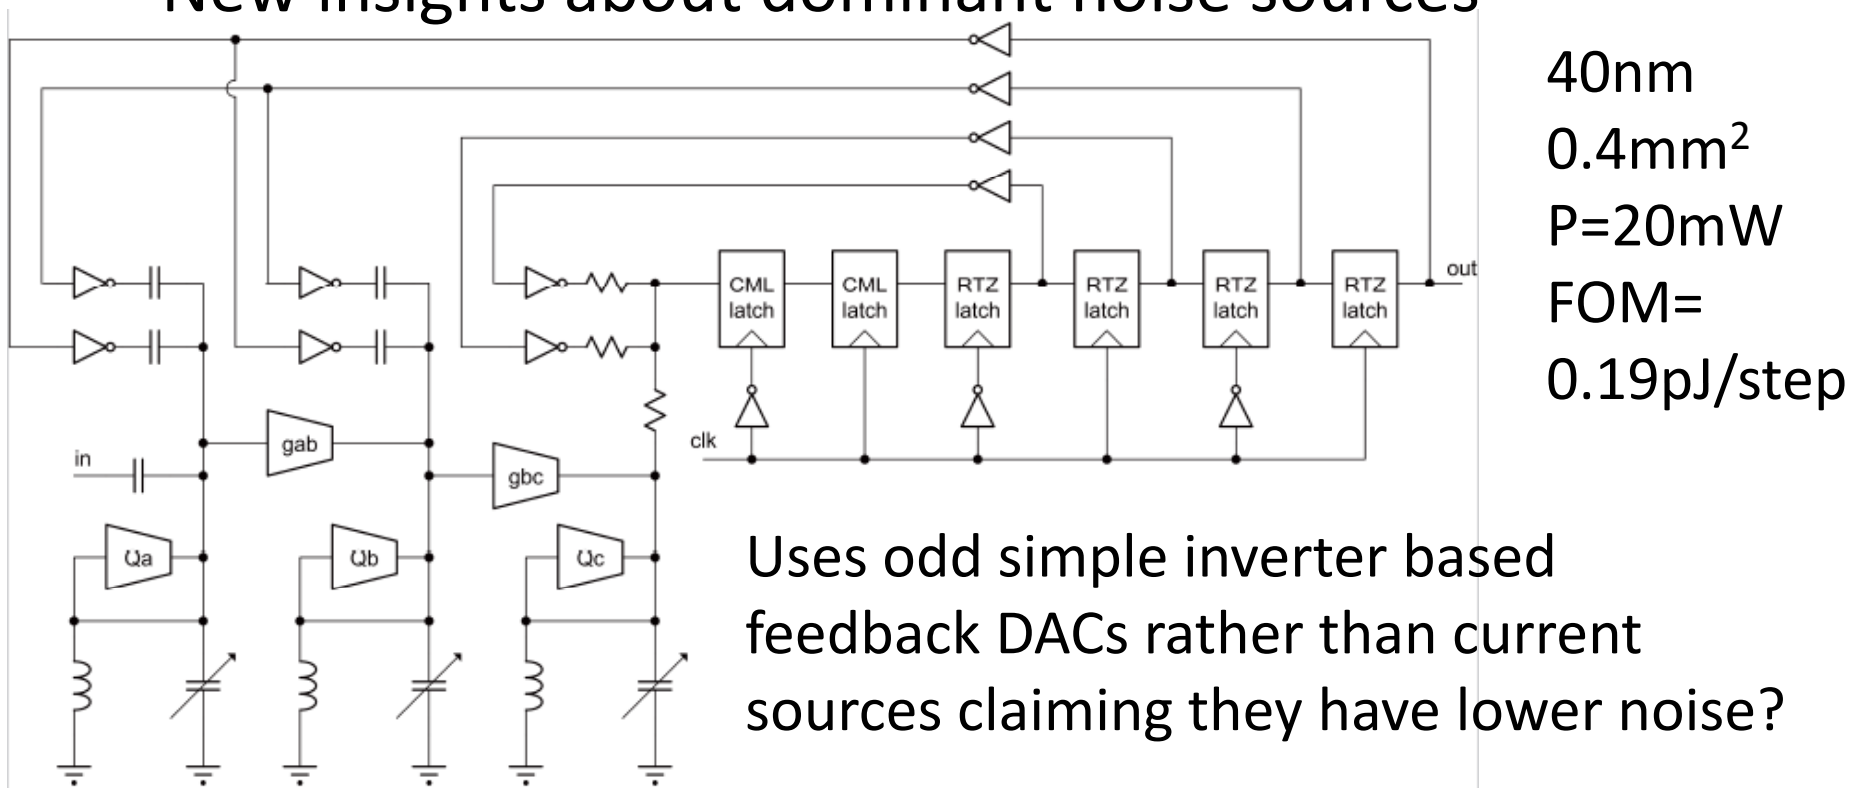 New insights about dominant noise sources
40nm
0.4mm²
P=20mW
FOM=
0.19pJ/step
out
CML
latch
CML
latch
RTZ
latch
RTZ
latch
RTZ
latch
RTZ
latch
clk
gab
in
gbc
Qa
Qb
Qc
Uses odd simple inverter based
feedback DACs rather than current
sources claiming they have lower noise?